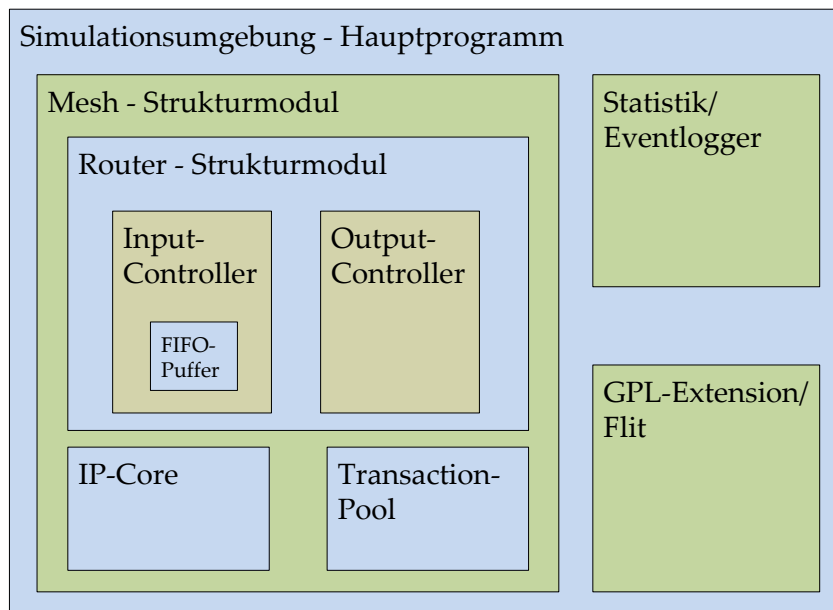 Simulationsumgebung - Hauptprogramm
Mesh - Strukturmodul
Router - Strukturmodul
Input-
Controller
FIFO-
Puffer
Output-
Controller
IP-Core
Transaction-
Pool
Statistik/
Eventlogger
GPL-Extension/
Flit